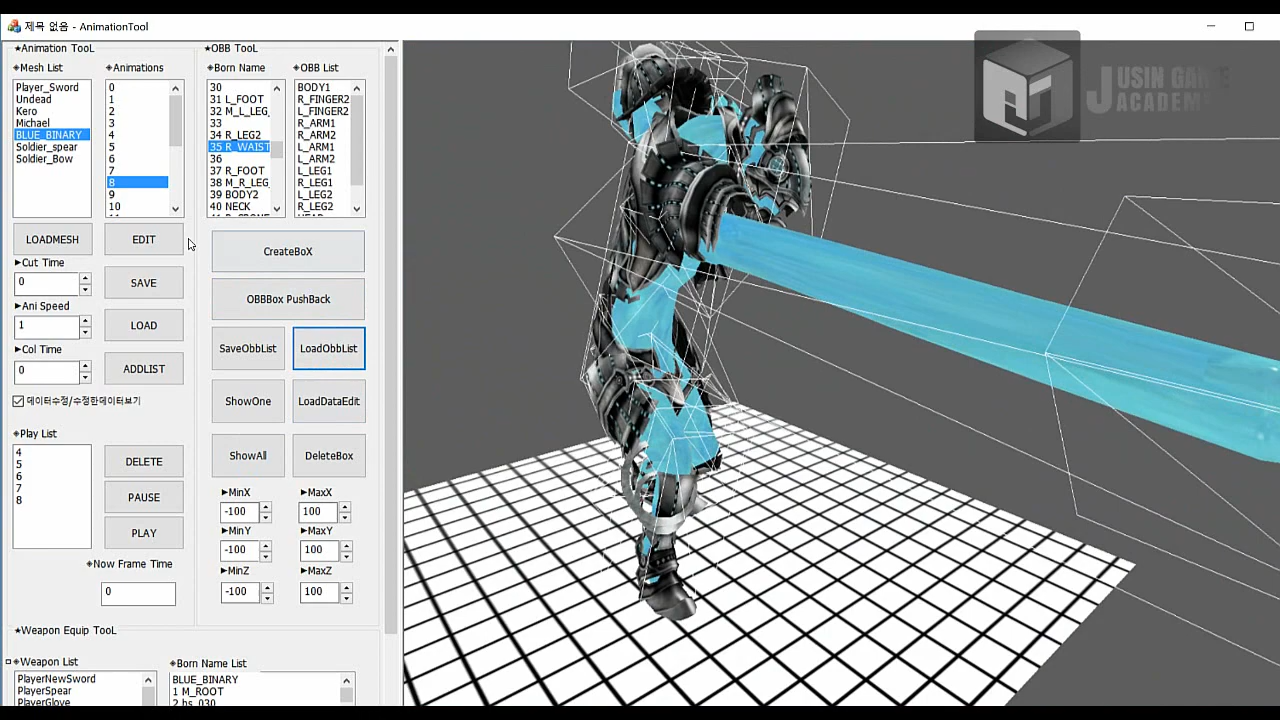 제목 없음 - AnimationTool
★Animation TooL
★OBB TooL
◈Mesh List
◈Animations
◈Born Name
◈OBB List
Player_Sword
Undead
Kero
Michael
BLUE_BINARY
Soldier_spear
Soldier_Bow
0
1
2
3
4
5
6
7
8
9
10
30
31 L_FOOT
32 M_L_LEG
33
34 R_LEG2
35 R_WAIST
36
37 R_FOOT
38 M_R_LEG
39 BODY2
40 NECK
BODY1
R_FINGER2
L_FINGER2
R_ARM1
R_ARM2
L_ARM1
L_ARM2
L_LEG1
R_LEG1
L_LEG2
R_LEG2
LOADMESH
EDIT
CreateBoX
▶Cut Time
0
SAVE
OBBBox PushBack
▶Ani Speed
1
LOAD
SaveObbList
LoadObbList
▶Col Time
0
ADDLIST
ShowOne
LoadDataEdit
데이터수정/수정한데이터보기
◈Play List
4
5
6
7
8
DELETE
PAUSE
PLAY
ShowAll
DeleteBox
▶MinX
▶MaxX
-100
100
▶MinY
▶MaxY
-100
100
▶MinZ
▶MaxZ
-100
100
◈Now Frame Time
0
★Weapon Equip TooL
◈Weapon List
◈Born Name List
PlayerNewSword
PlayerSpear
PlayerGlove
BLUE_BINARY
1 M_ROOT
2 hs_030
JUSIN GAME
ACADEM